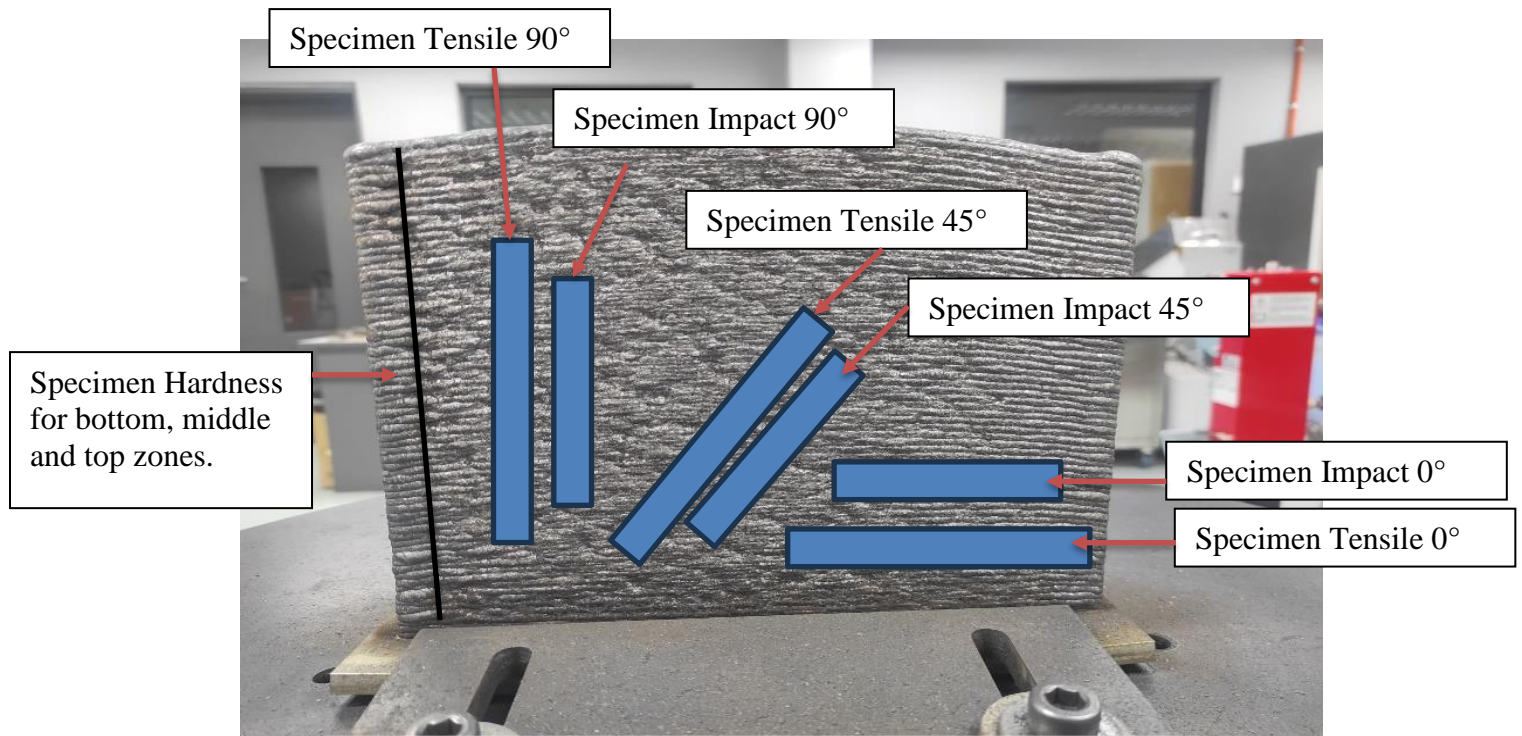 Specimen Tensile 90°
Specimen Impact 90°
Specimen Tensile 45°
Specimen Impact 45°
Specimen Hardness
for bottom, middle
and top zones.
Specimen Impact 0°
Specimen Tensile 0°